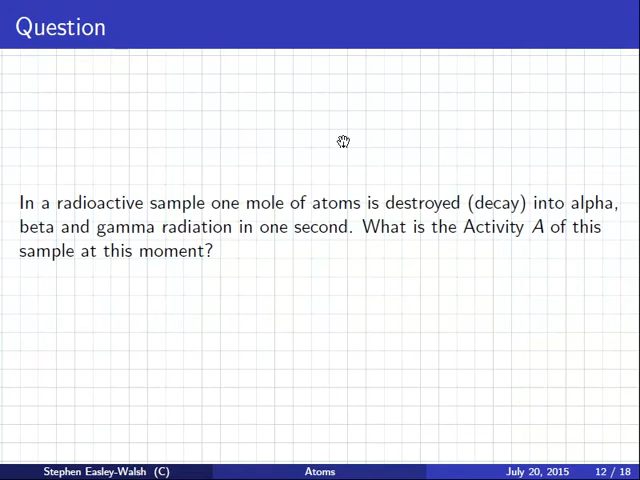 Question
In a radioactive sample one mole of atoms is destroyed (decay) into alpha,
beta and gamma radiation in one second. What is the Activity A of this
sample at this moment?
Stephen Easley-Walsh (C) Atoms July 20, 2015 12 / 18